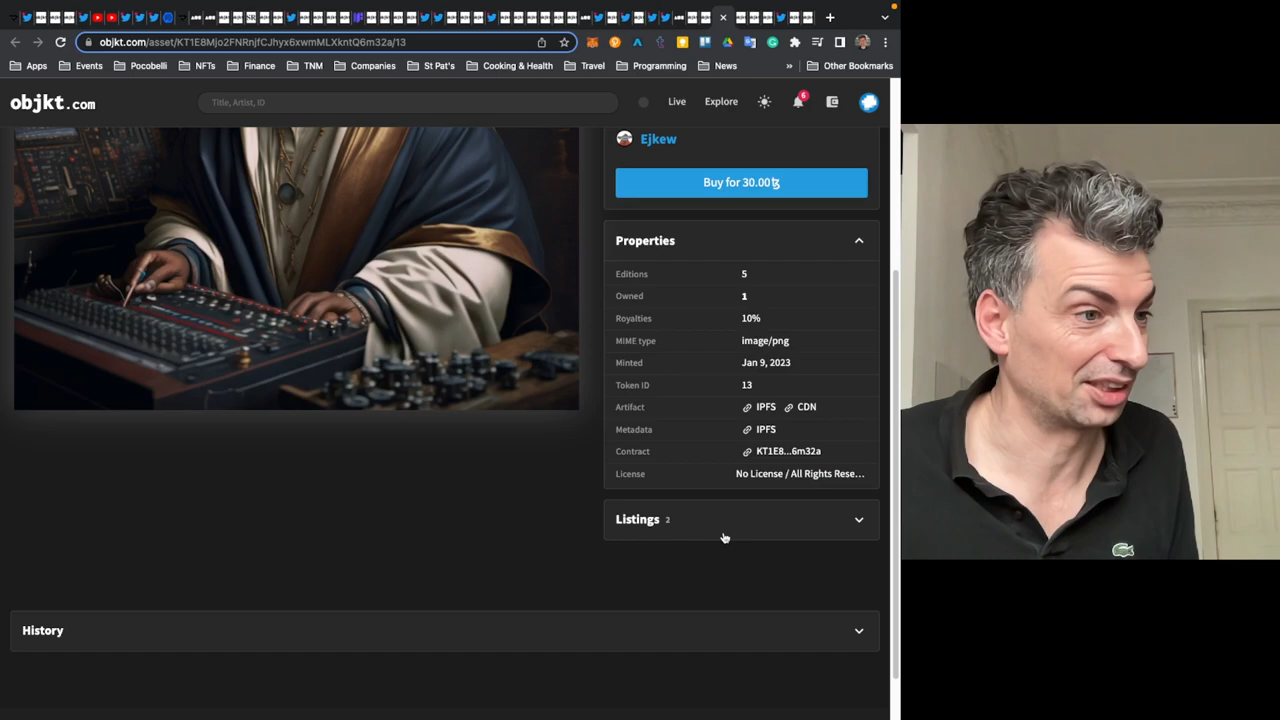 objkt.com/asset/KT1E8Mjo2FNRnjfCJhyx6xwmMLXkntQ6m32a/13
Apps Events Pocobelli NFTs Finance TNM Companies St Pat's Cooking & Health Travel Programming News » Other Bookmarks
objkt.com Title, Artist, ID Live Explore 6
Ejkew
Buy for 30.00ꜩ
Properties
Editions 5
Owned 1
Royalties 10%
MIME type image/png
Minted Jan 9, 2023
Token ID 13
Artifact IPFS CDN
Metadata IPFS
Contract KT1E8...6m32a
License No License / All Rights Rese...
Listings 2
History